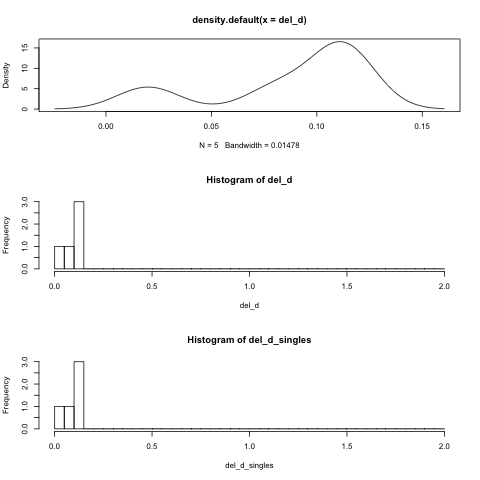 density.default(x = del_d)
Density
0 5 10 15
0.00 0.05 0.10 0.15
N = 5 Bandwidth = 0.01478
Histogram of del_d
Frequency
0.0 1.0 2.0 3.0
0.0 0.5 1.0 1.5 2.0
del_d
Histogram of del_d_singles
Frequency
0.0 1.0 2.0 3.0
0.0 0.5 1.0 1.5 2.0
del_d_singles